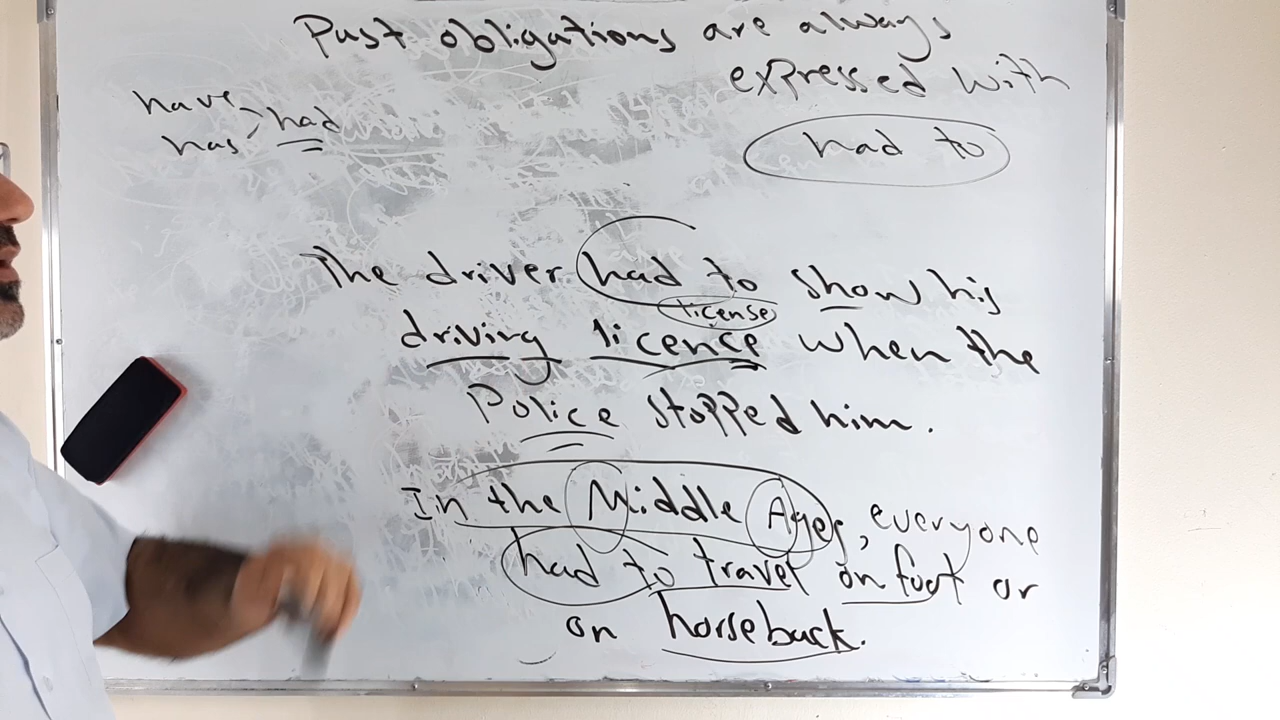 Past obligations are always
expressed with
have
has
had
had to
The driver had to show his
license
driving licence when the
Police stopped him.
In the Middle Ages, everyone
had to travel on foot or
on horseback.